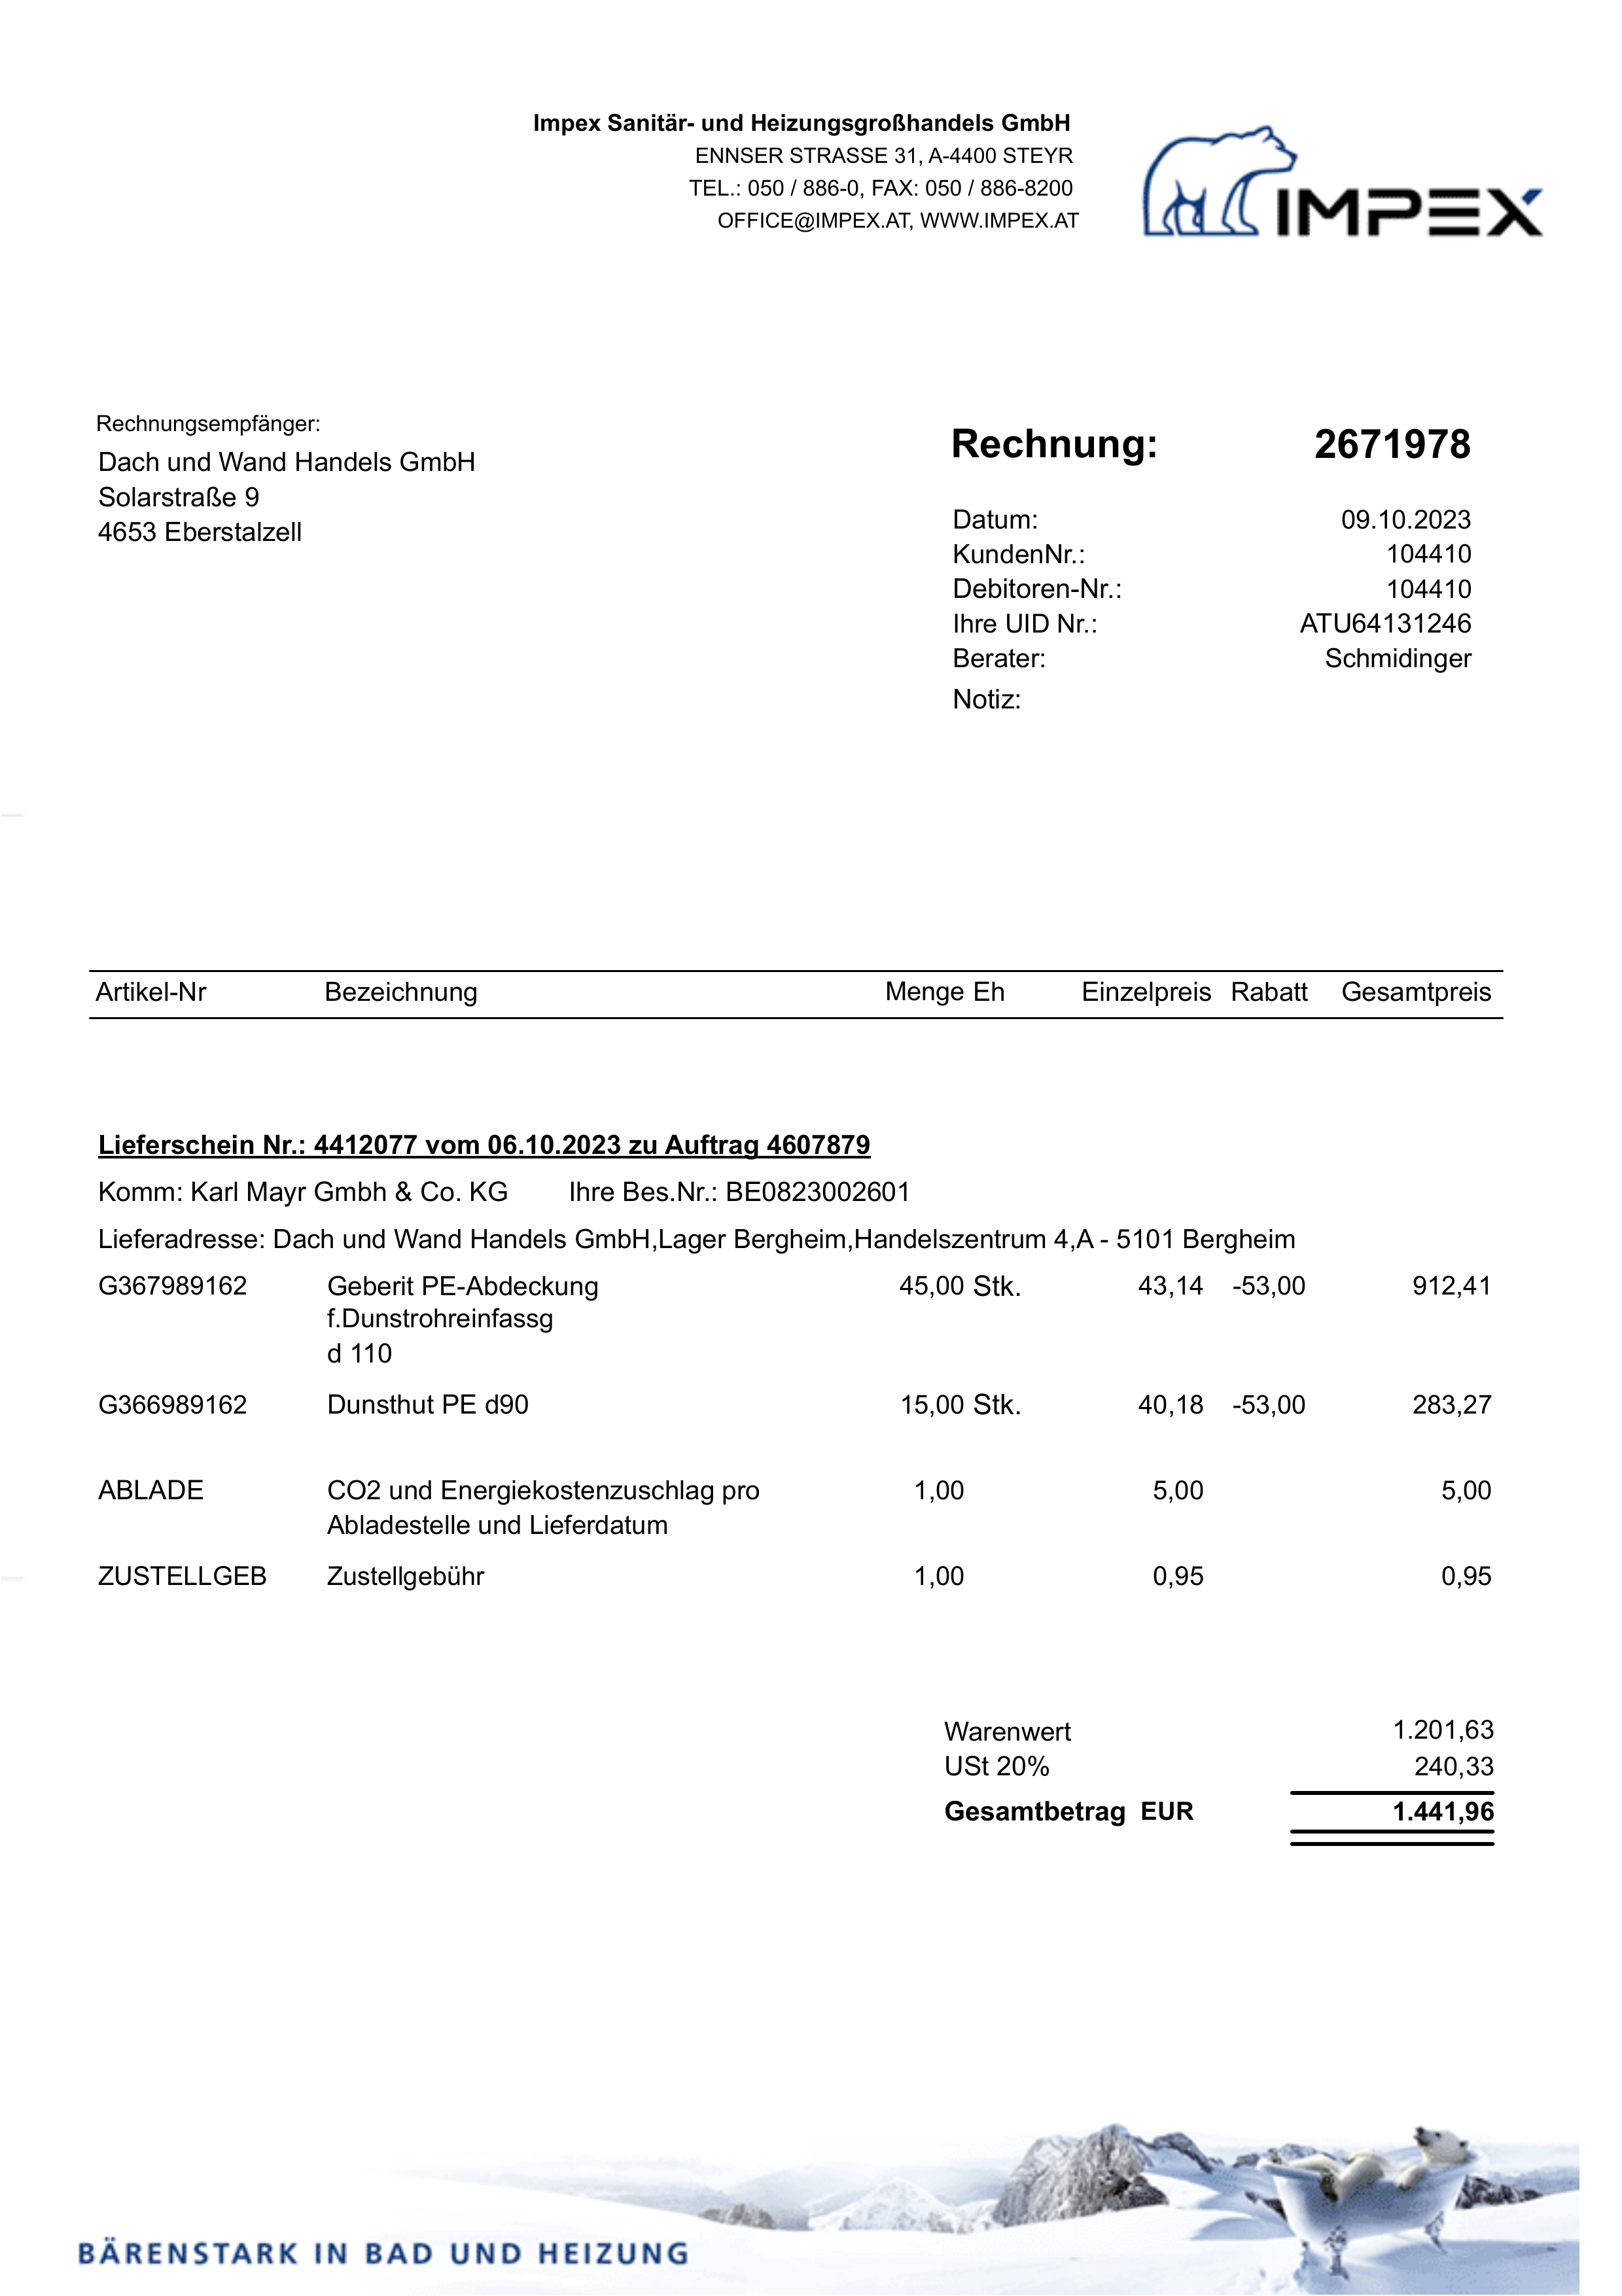 Impex Sanitär- und Heizungsgroßhandels GmbH
ENNSER STRASSE 31, A-4400 STEYR
TEL.: 050 / 886-0, FAX: 050 / 886-8200
OFFICE@IMPEX.AT, WWW.IMPEX.AT
IMPEX
Rechnungsempfänger:
Dach und Wand Handels GmbH
Solarstraße 9
4653 Eberstalzell
Rechnung: 2671978
Datum: 09.10.2023
KundenNr.: 104410
Debitoren-Nr.: 104410
Ihre UID Nr.: ATU64131246
Berater: Schmidinger
Notiz:
Artikel-Nr Bezeichnung Menge Eh Einzelpreis Rabatt Gesamtpreis
Lieferschein Nr.: 4412077 vom 06.10.2023 zu Auftrag 4607879
Komm: Karl Mayr Gmbh & Co. KG Ihre Bes.Nr.: BE0823002601
Lieferadresse: Dach und Wand Handels GmbH,Lager Bergheim,Handelszentrum 4,A - 5101 Bergheim
G367989162 Geberit PE-Abdeckung 45,00 Stk. 43,14 -53,00 912,41
f.Dunstrohreinfassg
d 110
G366989162 Dunsthut PE d90 15,00 Stk. 40,18 -53,00 283,27
ABLADE CO2 und Energiekostenzuschlag pro 1,00 5,00 5,00
Abladestelle und Lieferdatum
ZUSTELLGEB Zustellgebühr 1,00 0,95 0,95
Warenwert 1.201,63
USt 20% 240,33
Gesamtbetrag EUR 1.441,96
BÄRENSTARK IN BAD UND HEIZUNG